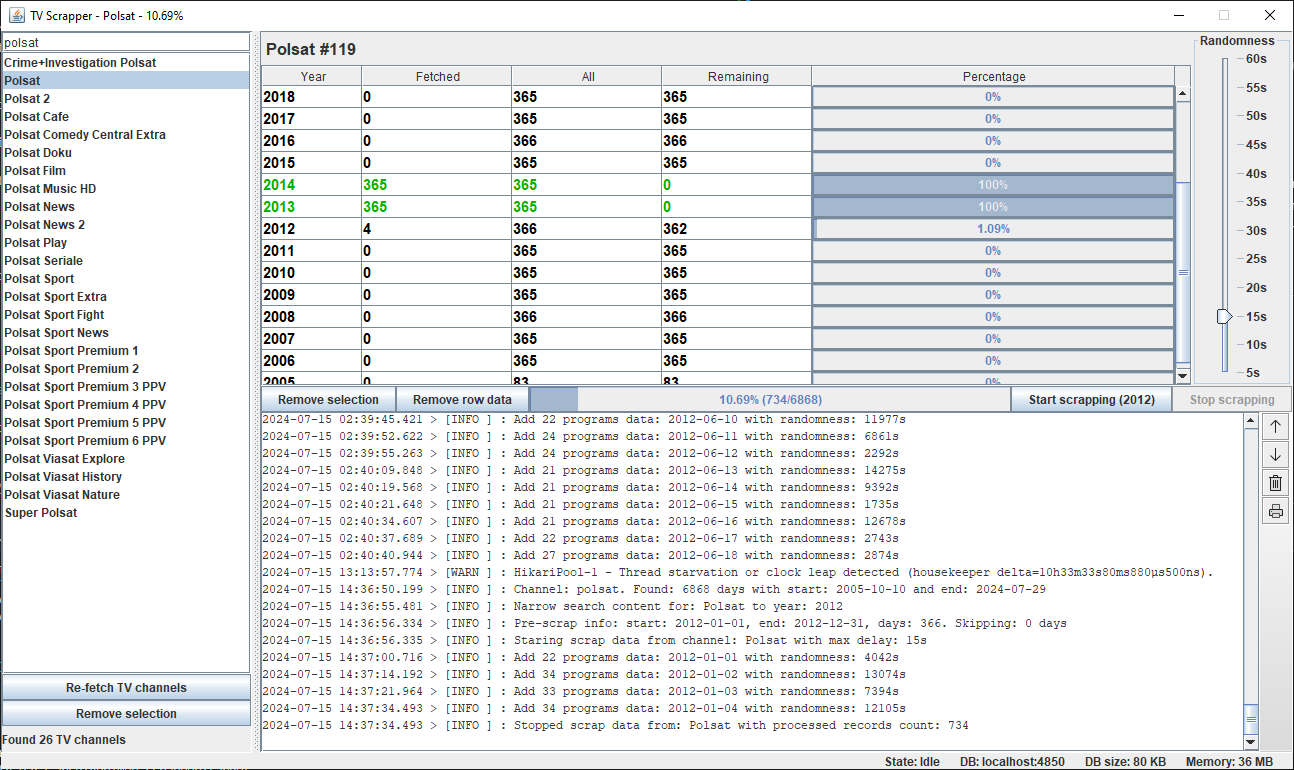 TV Scrapper - Polsat - 10.69%
polsat
Crime+Investigation Polsat
Polsat
Polsat 2
Polsat Cafe
Polsat Comedy Central Extra
Polsat Doku
Polsat Film
Polsat Music HD
Polsat News
Polsat News 2
Polsat Play
Polsat Seriale
Polsat Sport
Polsat Sport Extra
Polsat Sport Fight
Polsat Sport News
Polsat Sport Premium 1
Polsat Sport Premium 2
Polsat Sport Premium 3 PPV
Polsat Sport Premium 4 PPV
Polsat Sport Premium 5 PPV
Polsat Sport Premium 6 PPV
Polsat Viasat Explore
Polsat Viasat History
Polsat Viasat Nature
Super Polsat
Re-fetch TV channels
Remove selection
Found 26 TV channels
Polsat #119
Year Fetched All Remaining Percentage
2018 0 365 365 0%
2017 0 365 365 0%
2016 0 366 366 0%
2015 0 365 365 0%
2014 365 365 0 100%
2013 365 365 0 100%
2012 4 366 362 1.09%
2011 0 365 365 0%
2010 0 365 365 0%
2009 0 365 365 0%
2008 0 366 366 0%
2007 0 365 365 0%
2006 0 365 365 0%
2005 0 83 83 0%
Randomness
60s
55s
50s
45s
40s
35s
30s
25s
20s
15s
10s
5s
Remove selection Remove row data 10.69% (734/6868) Start scrapping (2012) Stop scrapping
2024-07-15 02:39:45.421 > [INFO ] : Add 22 programs data: 2012-06-10 with randomness: 11977s
2024-07-15 02:39:52.622 > [INFO ] : Add 24 programs data: 2012-06-11 with randomness: 6861s
2024-07-15 02:39:55.263 > [INFO ] : Add 24 programs data: 2012-06-12 with randomness: 2292s
2024-07-15 02:40:09.848 > [INFO ] : Add 21 programs data: 2012-06-13 with randomness: 14275s
2024-07-15 02:40:19.568 > [INFO ] : Add 21 programs data: 2012-06-14 with randomness: 9392s
2024-07-15 02:40:21.648 > [INFO ] : Add 21 programs data: 2012-06-15 with randomness: 1735s
2024-07-15 02:40:34.607 > [INFO ] : Add 21 programs data: 2012-06-16 with randomness: 12678s
2024-07-15 02:40:37.689 > [INFO ] : Add 22 programs data: 2012-06-17 with randomness: 2743s
2024-07-15 02:40:40.944 > [INFO ] : Add 27 programs data: 2012-06-18 with randomness: 2874s
2024-07-15 13:13:57.774 > [WARN ] : HikariPool-1 - Thread starvation or clock leap detected (housekeeper delta=10h33m33s80ms880µs500ns).
2024-07-15 14:36:50.199 > [INFO ] : Channel: polsat. Found: 6868 days with start: 2005-10-10 and end: 2024-07-29
2024-07-15 14:36:55.481 > [INFO ] : Narrow search content for: Polsat to year: 2012
2024-07-15 14:36:56.334 > [INFO ] : Pre-scrap info: start: 2012-01-01, end: 2012-12-31, days: 366. Skipping: 0 days
2024-07-15 14:36:56.335 > [INFO ] : Staring scrap data from channel: Polsat with max delay: 15s
2024-07-15 14:37:00.716 > [INFO ] : Add 22 programs data: 2012-01-01 with randomness: 4042s
2024-07-15 14:37:14.192 > [INFO ] : Add 34 programs data: 2012-01-02 with randomness: 13074s
2024-07-15 14:37:21.964 > [INFO ] : Add 33 programs data: 2012-01-03 with randomness: 7394s
2024-07-15 14:37:34.493 > [INFO ] : Add 34 programs data: 2012-01-04 with randomness: 12105s
2024-07-15 14:37:34.493 > [INFO ] : Stopped scrap data from: Polsat with processed records count: 734
State: Idle DB: localhost:4850 DB size: 80 KB Memory: 36 MB